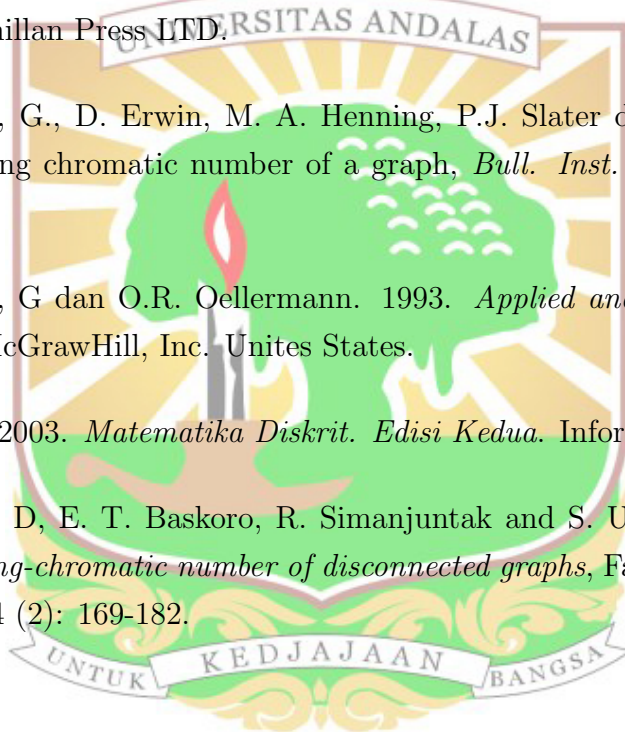 millan Press LTD.
UNIVERSITAS ANDALAS
, G., D. Erwin, M. A. Henning, P.J. Slater d
ng chromatic number of a graph, Bull. Inst.
, G dan O.R. Oellermann. 1993. Applied and
McGrawHill, Inc. Unites States.
2003. Matematika Diskrit. Edisi Kedua. Infor
D, E. T. Baskoro, R. Simanjuntak and S. U
ng-chromatic number of disconnected graphs, Fa
4 (2): 169-182.
UNTUK KEDJAJAAN BANGSA